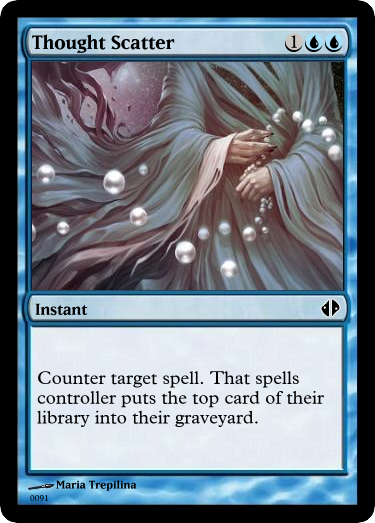 Thought Scatter 1
Instant
Counter target spell. That spells
controller puts the top card of their
library into their graveyard.
Maria Trepilina
0091